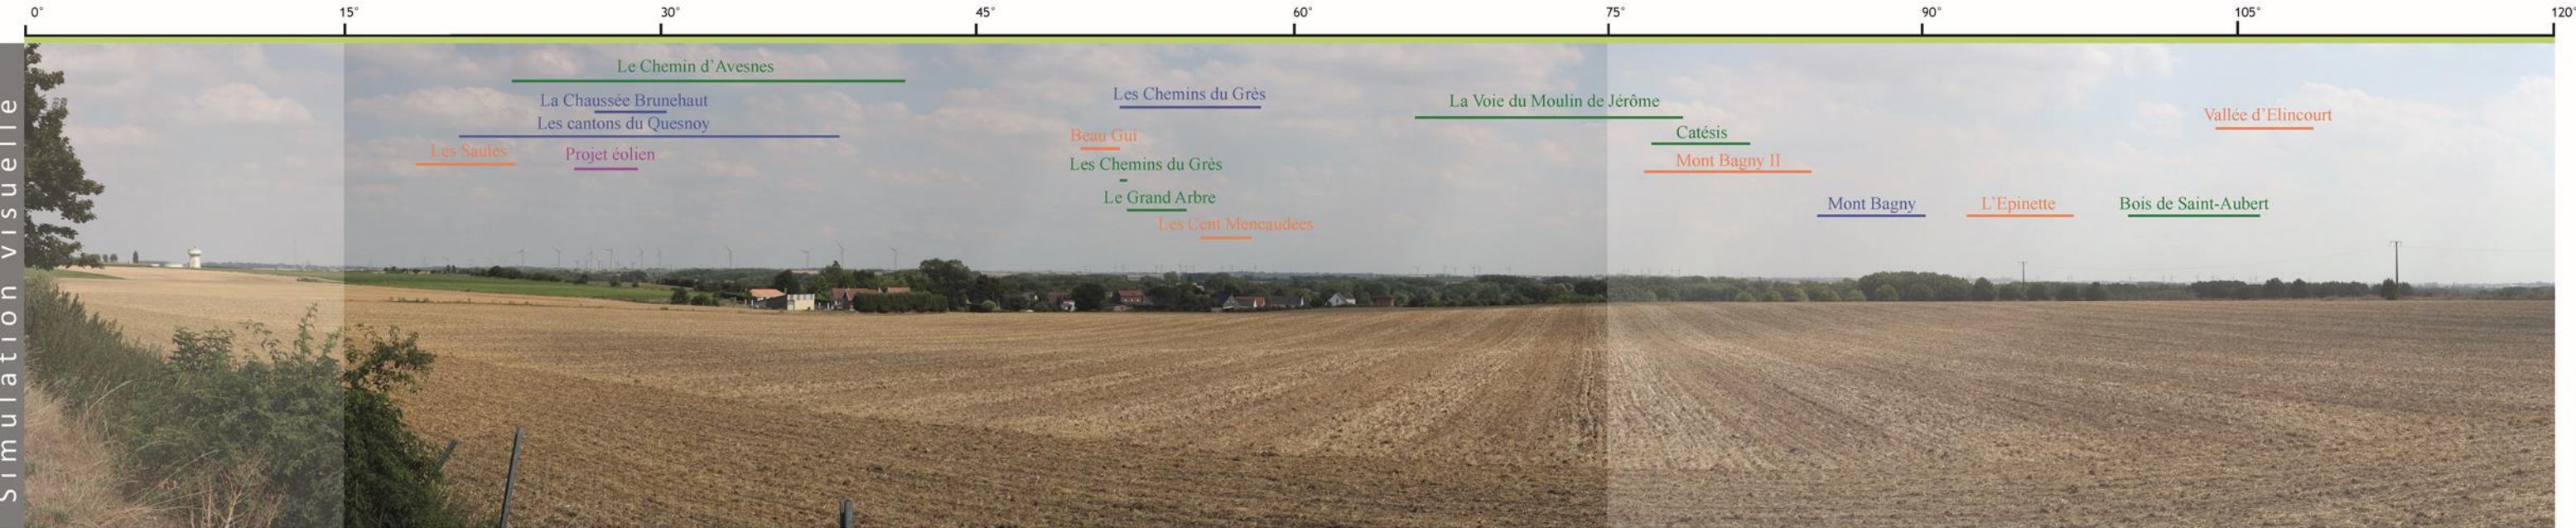 0° 15° 30° 45° 60° 75° 90° 105° 120°
Simulation visuelle
Le Chemin d'Avesnes
La Chaussée Brunehaut
Les cantons du Quesnoy
Les Saules
Projet éolien
Les Chemins du Grès
Beau Gui
Les Chemins du Grès
Le Grand Arbre
Les Cent Mencaudées
La Voie du Moulin de Jérôme
Catésis
Mont Bagny II
Mont Bagny
L'Epinette
Bois de Saint-Aubert
Vallée d'Elincourt